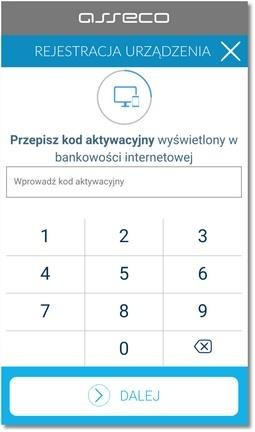 asseco
REJESTRACJA URZĄDZENIA
Przepisz kod aktywacyjny wyświetlony w
bankowości internetowej
Wprowadź kod aktywacyjny
1 2 3
4 5 6
7 8 9
0
DALEJ